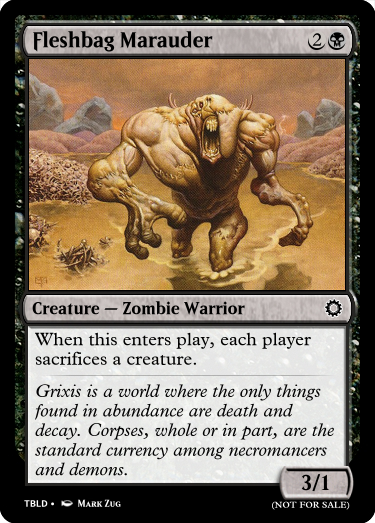 Fleshbag Marauder 2
Creature — Zombie Warrior
When this enters play, each player
sacrifices a creature.
Grixis is a world where the only things
found in abundance are death and
decay. Corpses, whole or in part, are the
standard currency among necromancers
and demons.
3/1
TBLD • Mark Zug
(NOT FOR SALE)